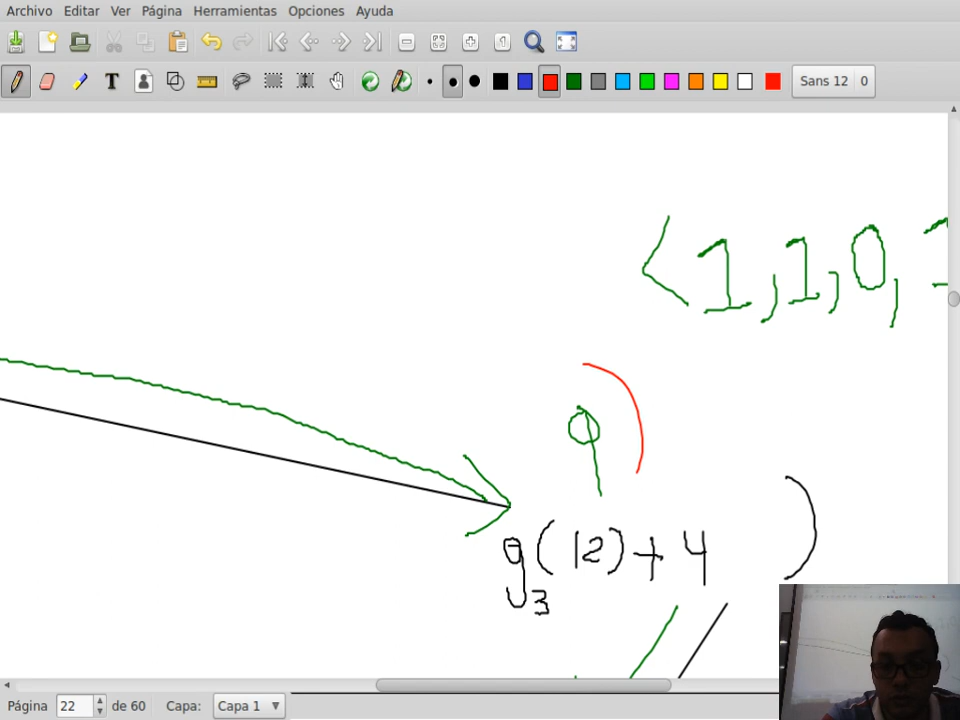 Archivo Editar Ver Página Herramientas Opciones Ayuda
T Sans 12 0
<1,1,0,
9
g3(12)+4 )
Página 22 de 60 Capa: Capa 1